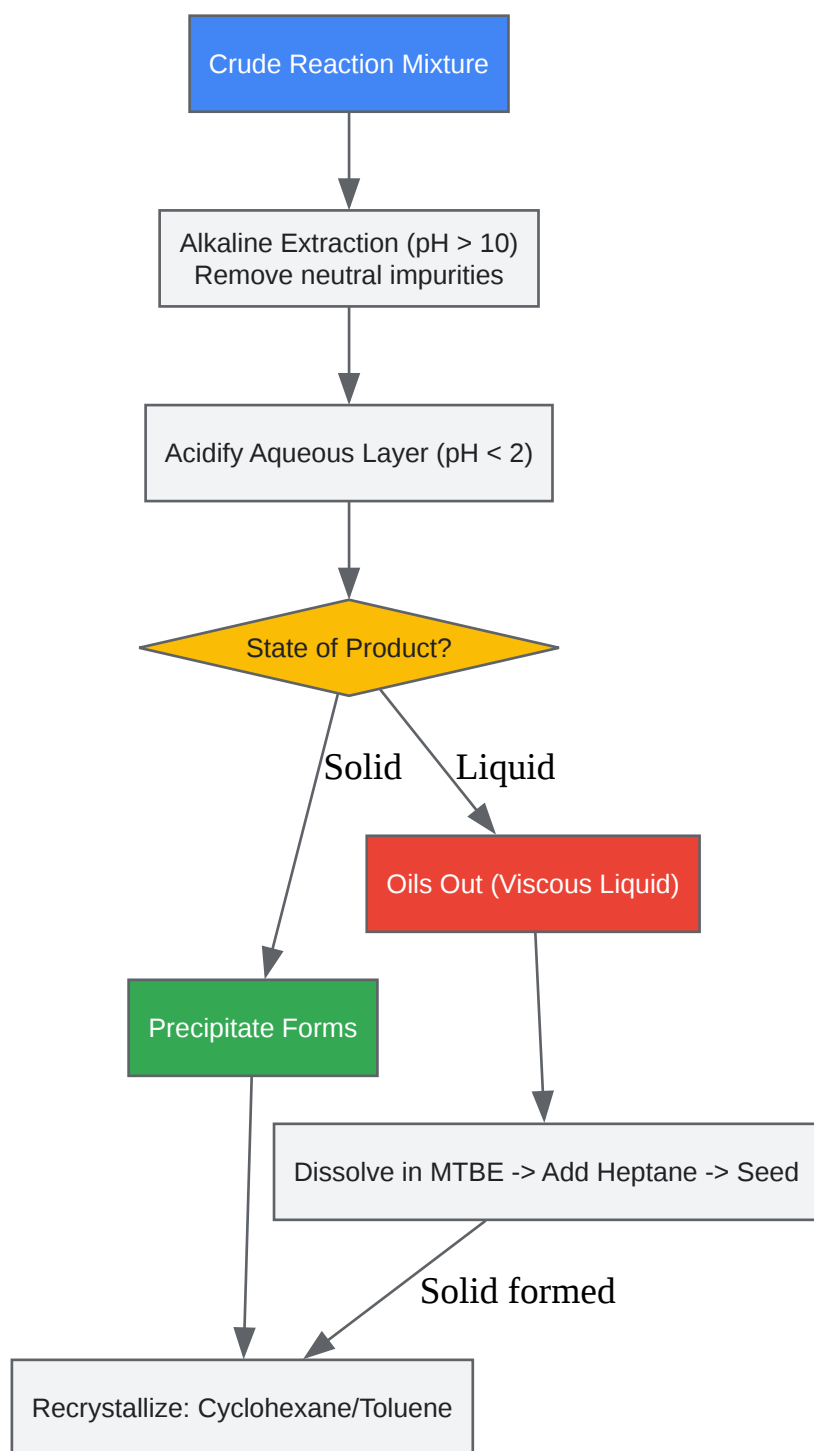 Crude Reaction Mixture
Alkaline Extraction (pH > 10)
Remove neutral impurities
Acidify Aqueous Layer (pH < 2)
State of Product?
Solid
Liquid
Oils Out (Viscous Liquid)
Precipitate Forms
Dissolve in MTBE -> Add Heptane -> Seed
Solid formed
Recrystallize: Cyclohexane/Toluene